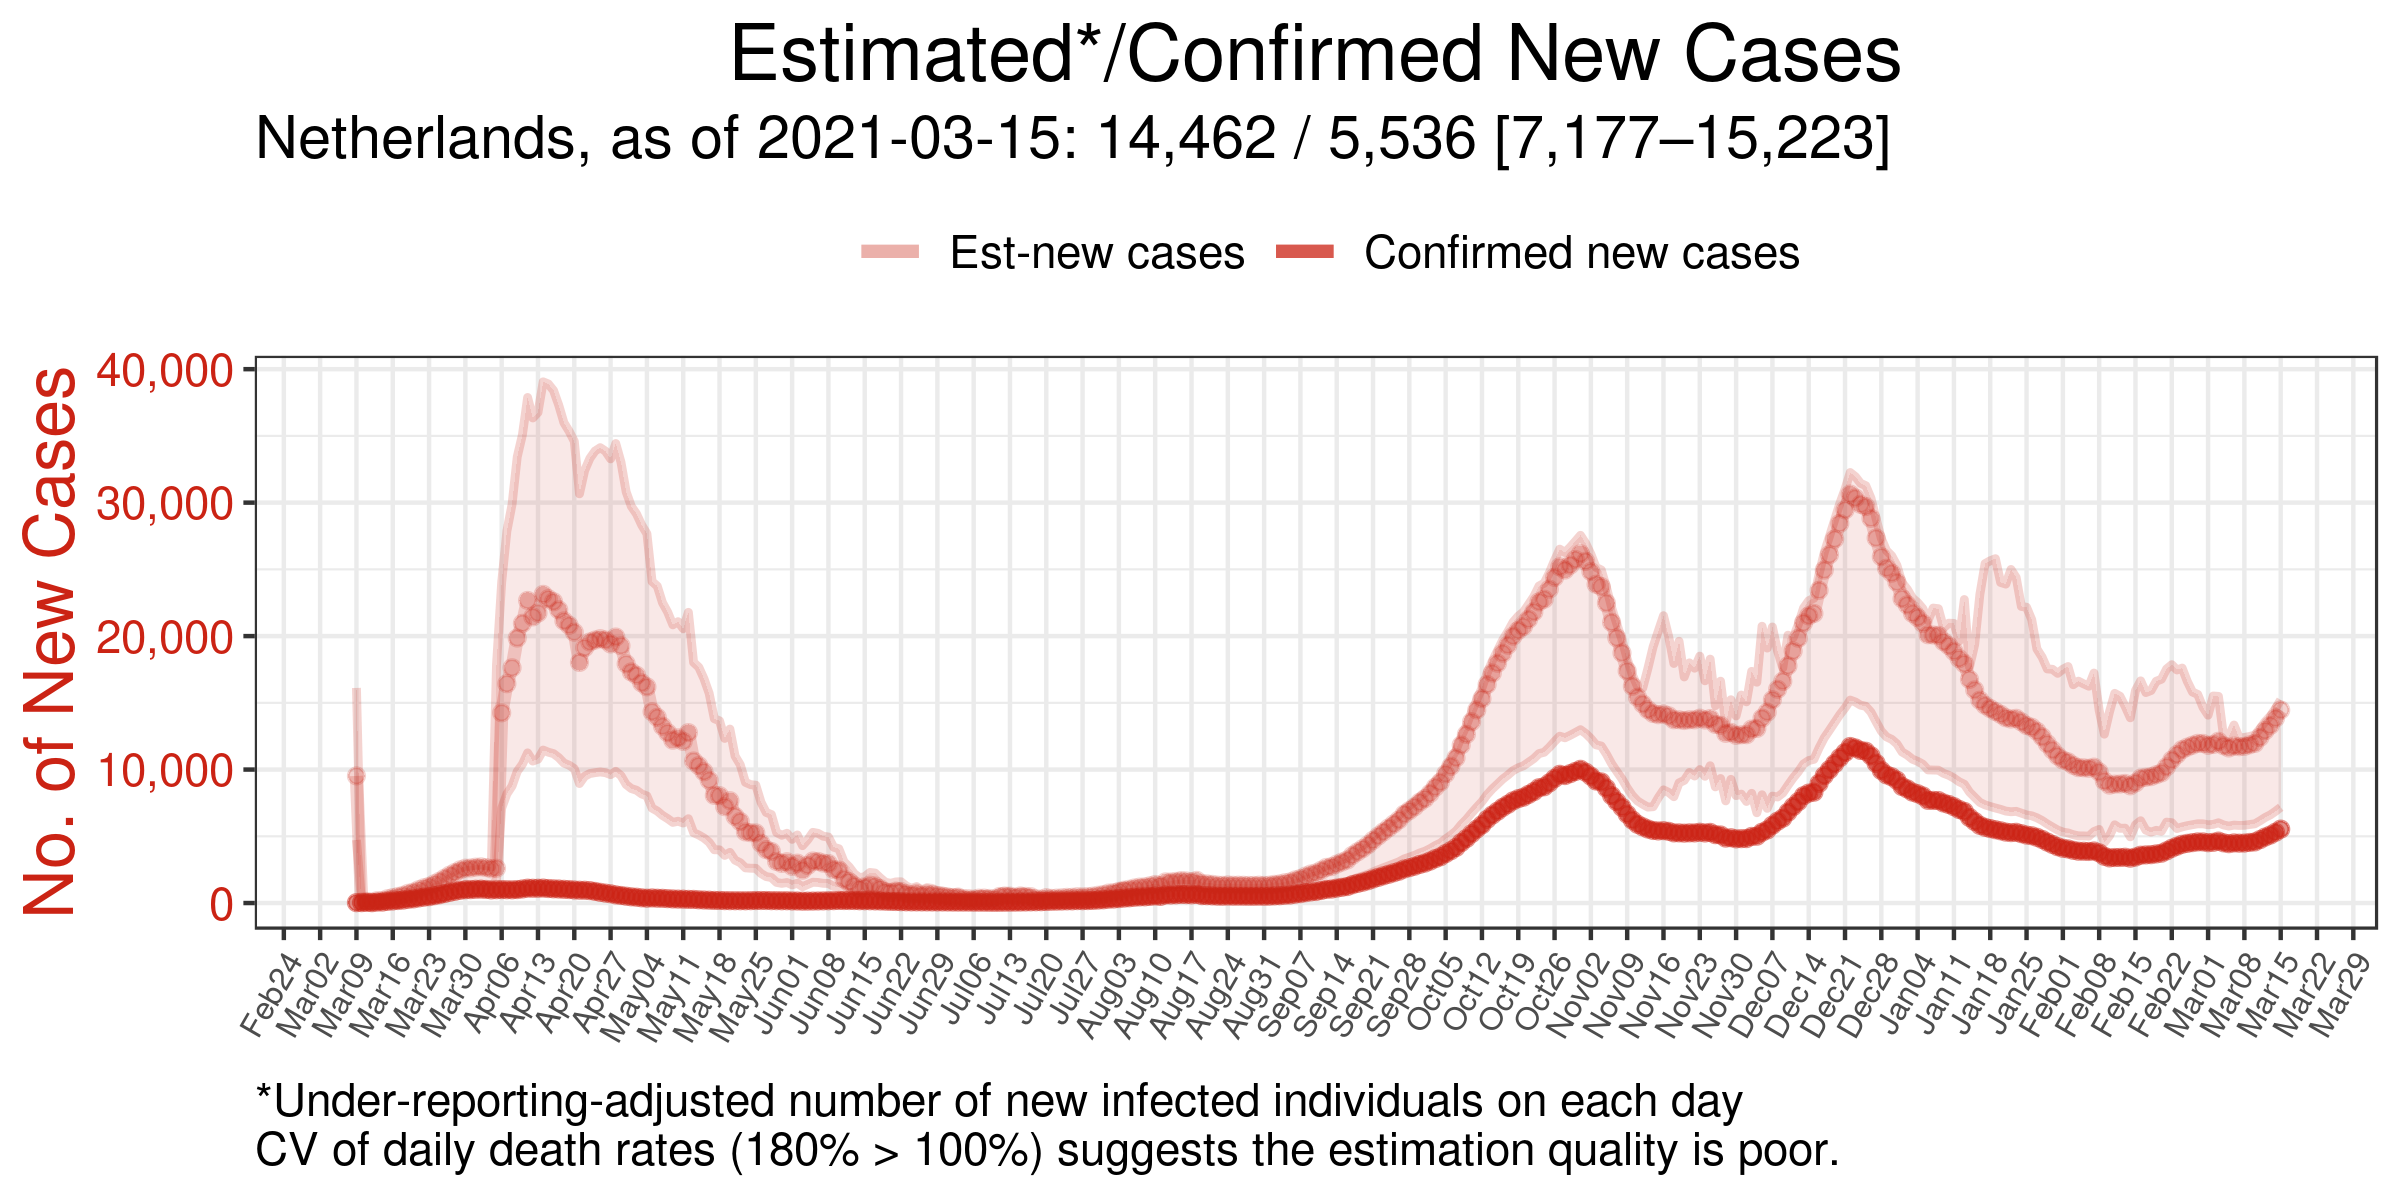 Estimated*/Confirmed New Cases
Netherlands, as of 2021-03-15: 14,462 / 5,536 [7,177–15,223]
Est-new cases Confirmed new cases
No. of New Cases
40,000
30,000
20,000
10,000
0
Feb24 Mar02 Mar09 Mar16 Mar23 Mar30 Apr06 Apr13 Apr20 Apr27 May04 May11 May18 May25 Jun01 Jun08 Jun15 Jun22 Jun29 Jul06 Jul13 Jul20 Jul27 Aug03 Aug10 Aug17 Aug24 Aug31 Sep07 Sep14 Sep21 Sep28 Oct05 Oct12 Oct19 Oct26 Nov02 Nov09 Nov16 Nov23 Nov30 Dec07 Dec14 Dec21 Dec28 Jan04 Jan11 Jan18 Jan25 Feb01 Feb08 Feb15 Feb22 Mar01 Mar08 Mar15 Mar22 Mar29
*Under-reporting-adjusted number of new infected individuals on each day
CV of daily death rates (180% > 100%) suggests the estimation quality is poor.